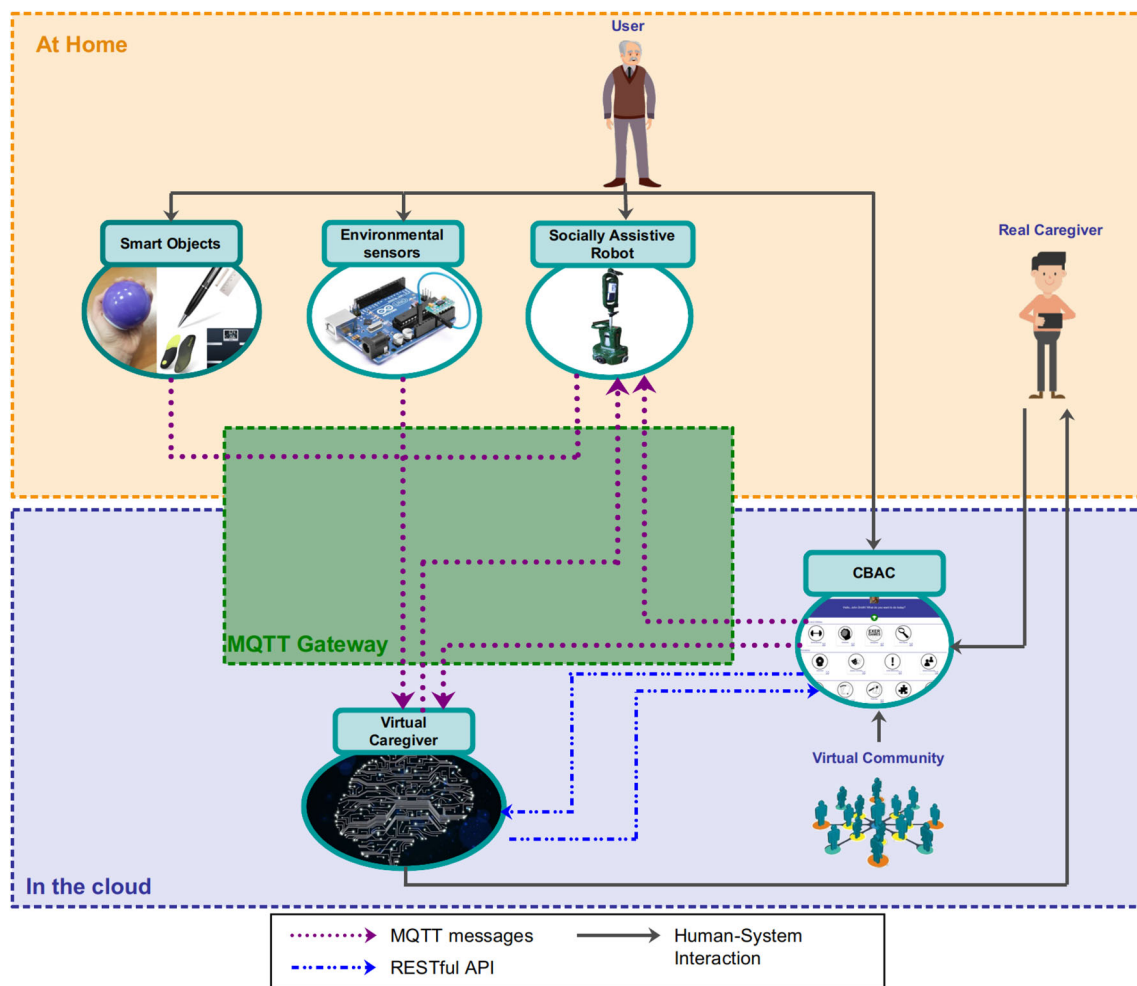 At Home
User
Smart Objects
Environmental
sensors
Socially Assistive
Robot
Real Caregiver
CBAC
MQTT Gateway
Virtual
Caregiver
Virtual Community
In the cloud
MQTT messages
RESTful API
Human-System
Interaction